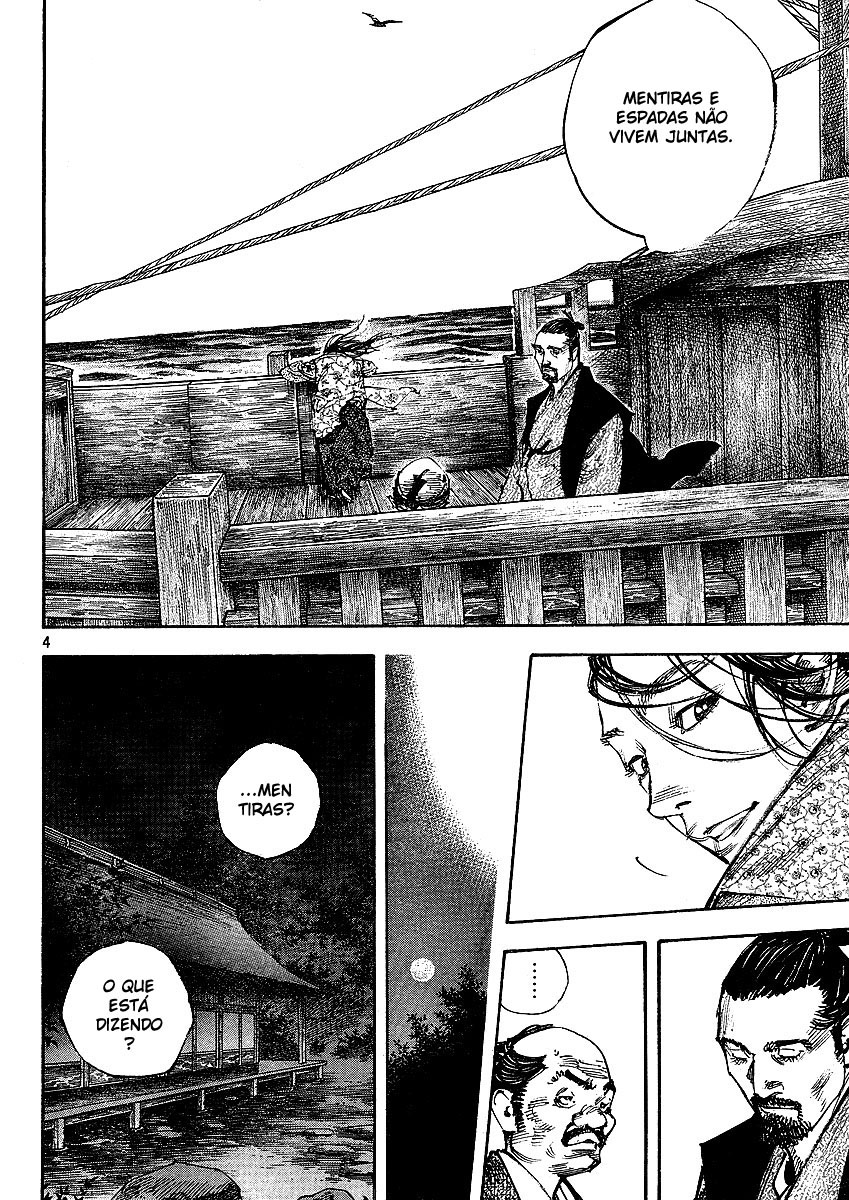 MENTIRAS E
ESPADAS NÃO
VIVEM JUNTAS.
4
......
...MEN
TIRAS?
O QUE
ESTÁ
DIZENDO
?